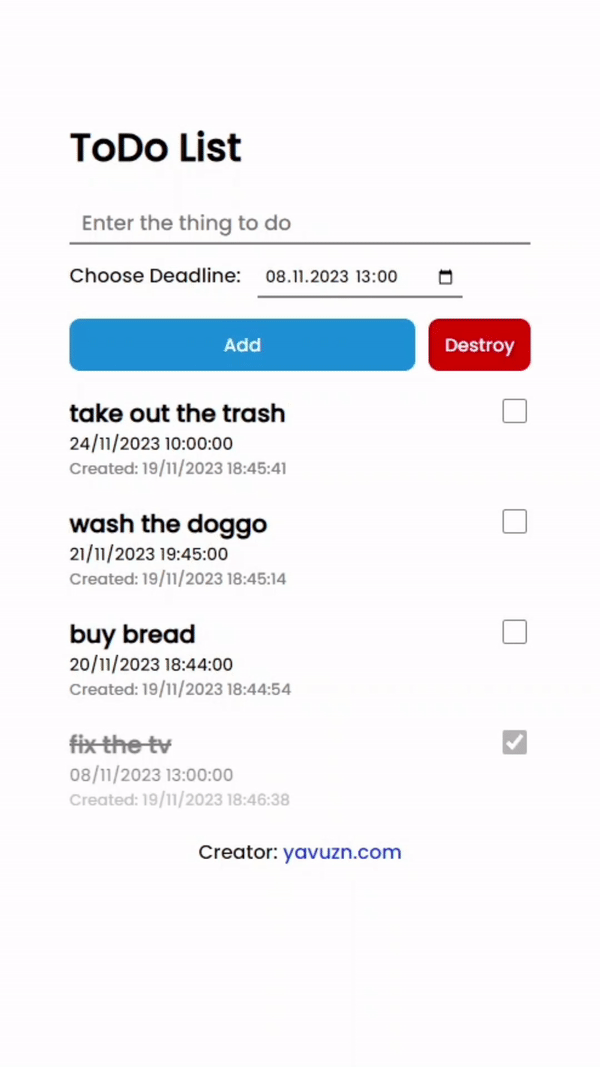 ToDo List
Enter the thing to do
Choose Deadline: 08.11.2023 13:00
Add Destroy
take out the trash
24/11/2023 10:00:00
Created: 19/11/2023 18:45:41
wash the doggo
21/11/2023 19:45:00
Created: 19/11/2023 18:45:14
buy bread
20/11/2023 18:44:00
Created: 19/11/2023 18:44:54
fix the tv
08/11/2023 13:00:00
Created: 19/11/2023 18:46:38
Creator: yavuzn.com